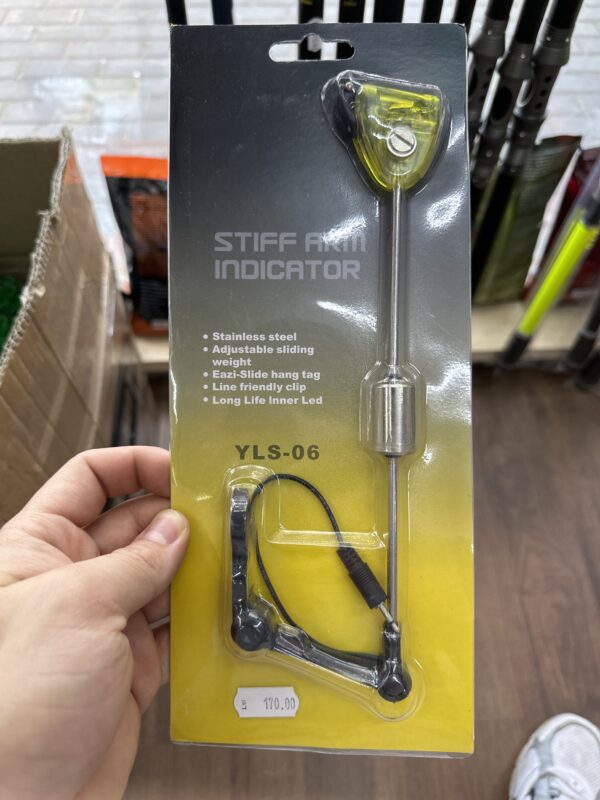 STIFF ARM
INDICATOR
• Stainless steel
• Adjustable sliding
weight
• Eazi-Slide hang tag
• Line friendly clip
• Long Life Inner Led
YLS-06
Lei 170.00